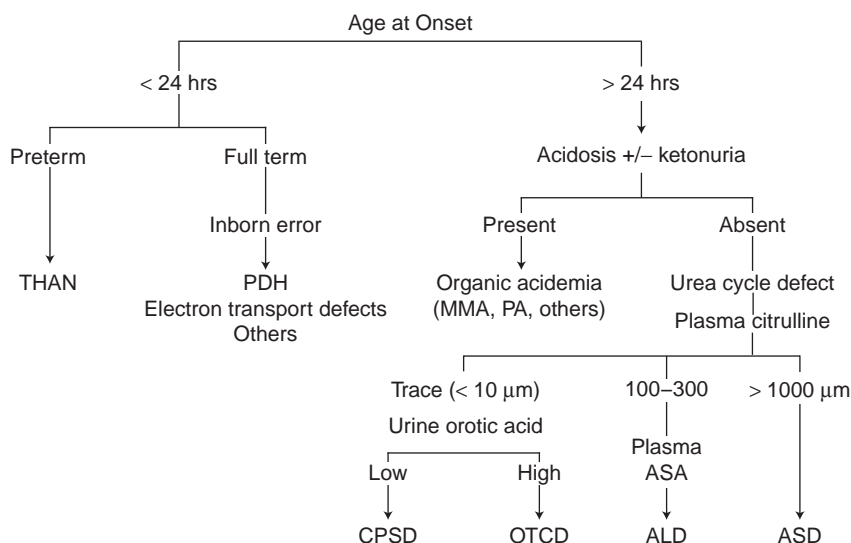 Age at Onset
< 24 hrs
> 24 hrs
Preterm
Full term
Acidosis +/– ketonuria
Inborn error
Present
Absent
THAN
PDH
Electron transport defects
Others
Organic acidemia
(MMA, PA, others)
Urea cycle defect
Plasma citrulline
Trace (< 10 μm)
100–300
> 1000 μm
Urine orotic acid
Plasma
ASA
Low
High
CPSD
OTCD
ALD
ASD